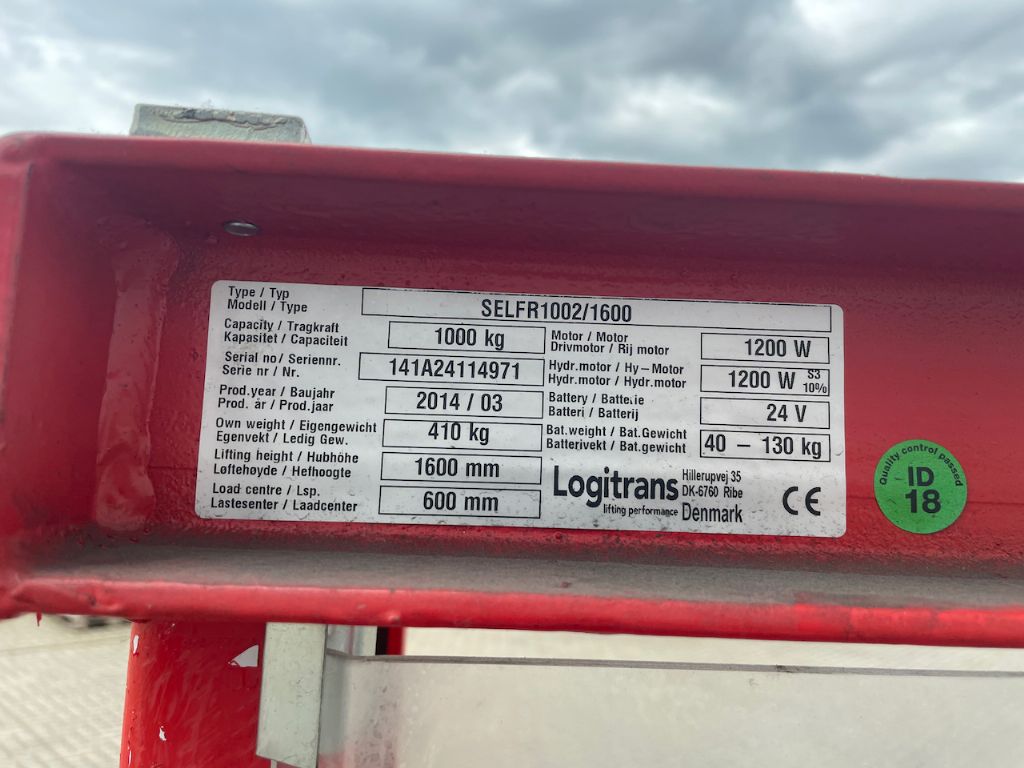 Type / Typ
Modell / Type
SELFR1002/1600
Capacity / Tragkraft
Kapasitet / Capaciteit
1000 kg
Serial no / Seriennr.
Serie nr / Nr.
141A24114971
Prod.year / Baujahr
Prod. år / Prod.jaar
2014 / 03
Own weight / Eigengewicht
Egenvekt / Ledig Gew.
410 kg
Lifting height / Hubhöhe
Løftehøyde / Hefhoogte
1600 mm
Load centre / Lsp.
Lastesenter / Laadcenter
600 mm
Motor / Motor
Drivmotor / Rij motor
1200 W
Hydr.motor / Hy – Motor
Hydr.motor / Hydr.motor
1200 W S3 10%
Battery / Batterie
Batteri / Batterij
24 V
Bat.weight / Bat.Gewicht
Batterivekt / Bat.gewicht
40 – 130 kg
Logitrans
lifting performance
Hillerupvej 35
DK-6760 Ribe
Denmark
CE
Quality control passed
ID
18